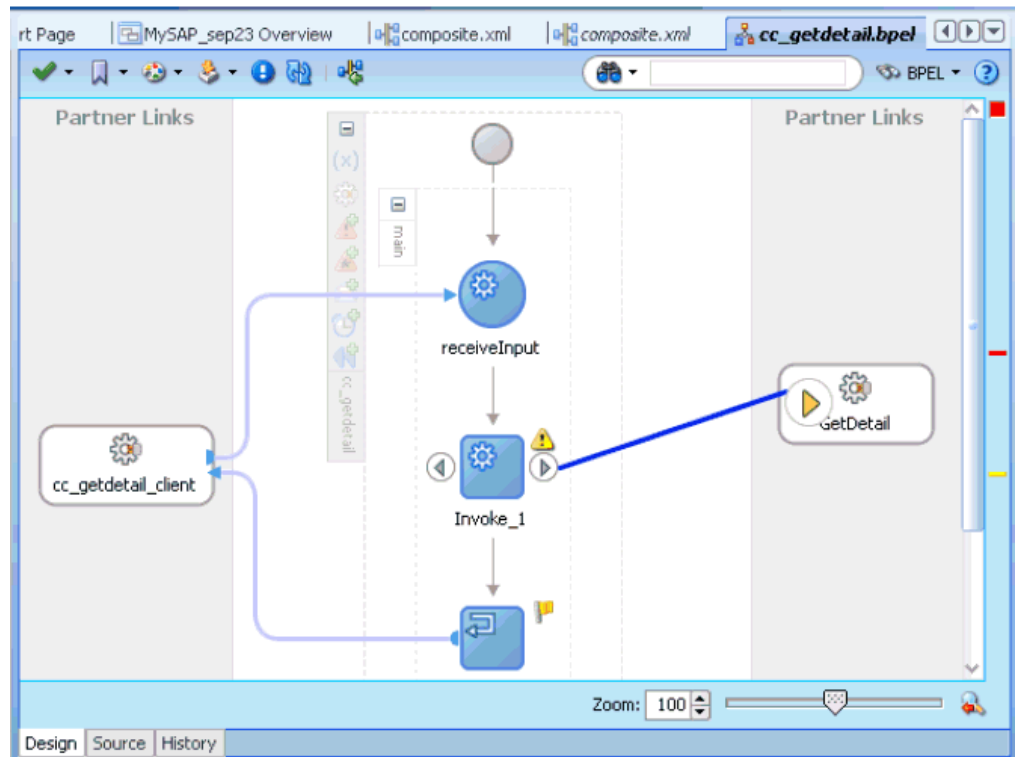 rt Page
MySAP_sep23 Overview
composite.xml
composite.xml
cc_getdetail.bpel
BPEL
Partner Links
Partner Links
(x)
main
receiveInput
cc_getdetail
GetDetail
cc_getdetail_client
Invoke_1
Zoom: 100
Design Source History